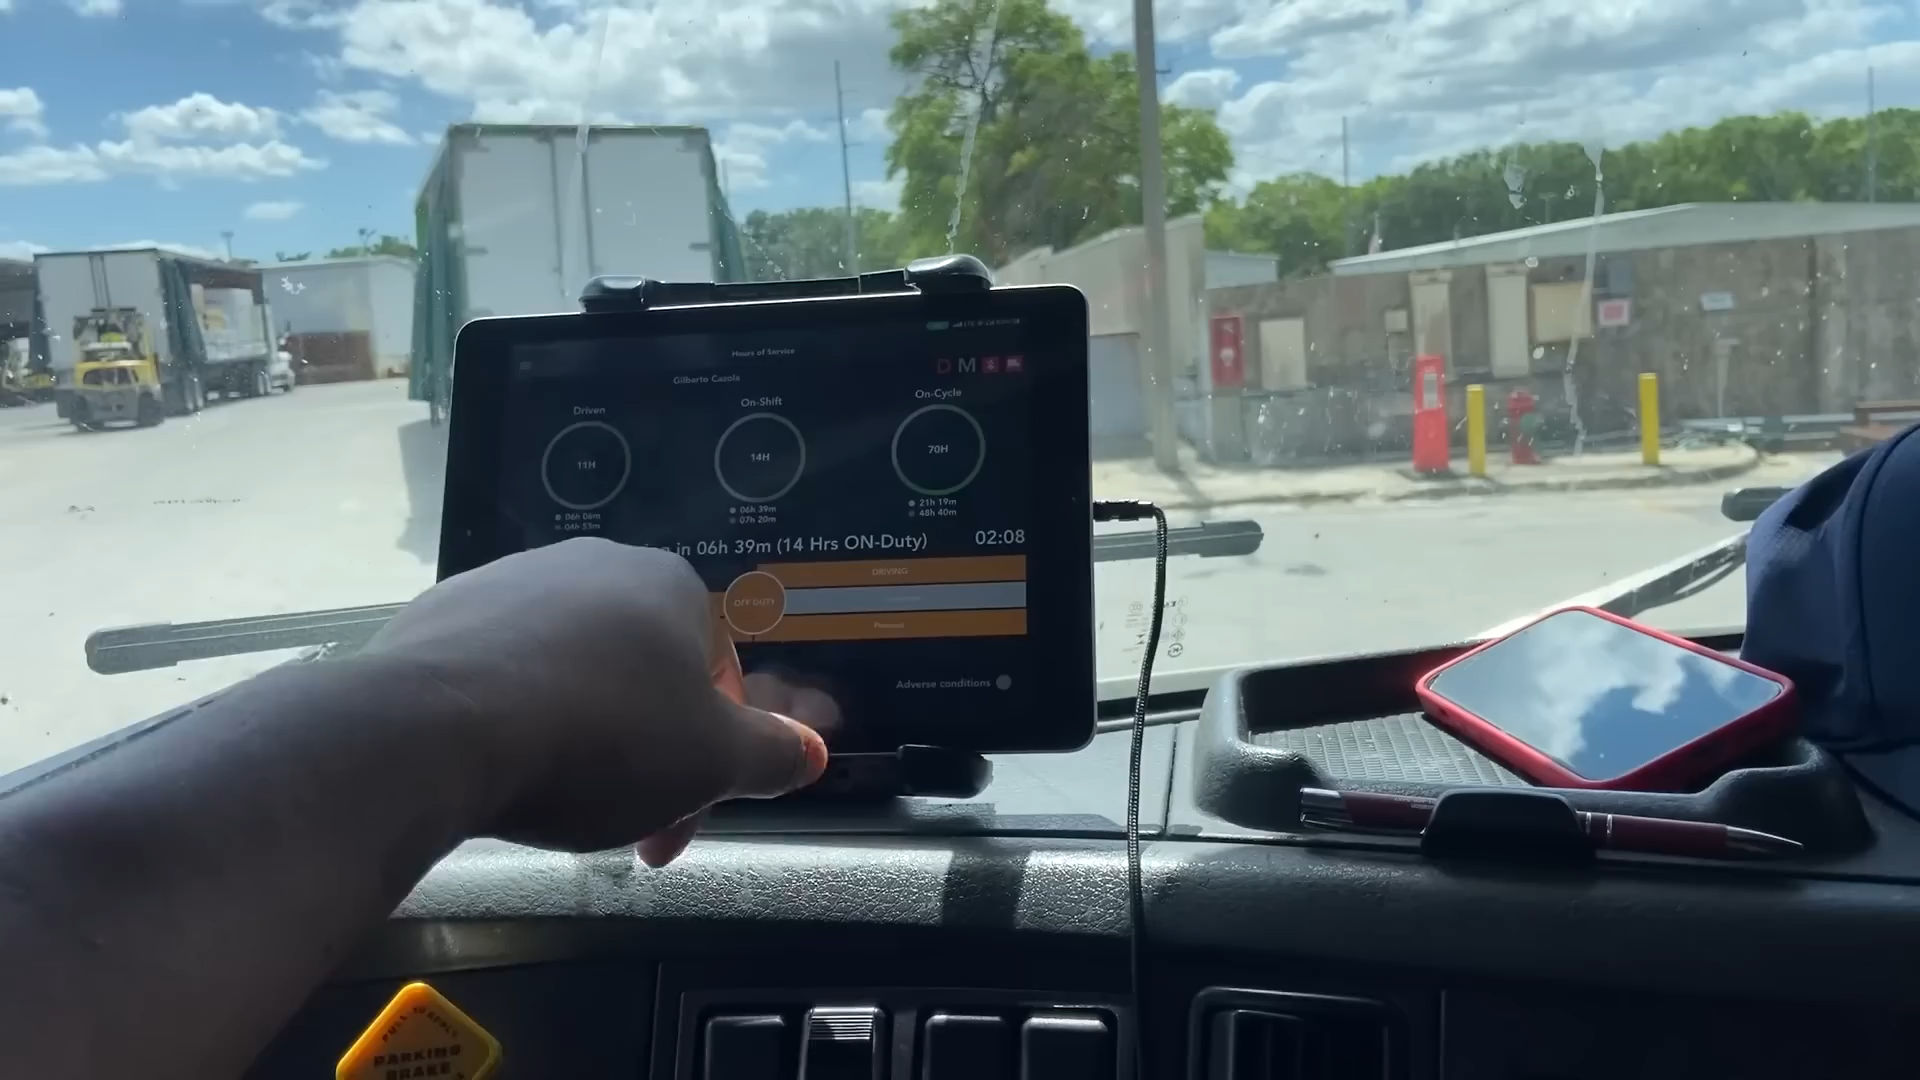 Hours of Service
D M
Gilbarto Cazola
Driven
On-Shift
On-Cycle
11H
14H
70H
06h 06m
04h 53m
06h 39m
07h 20m
21h 19m
48h 40m
in 06h 39m (14 Hrs ON-Duty)
02:08
DRIVING
OFF DUTY
Personal
Adverse conditions
PARKING
BRAKE